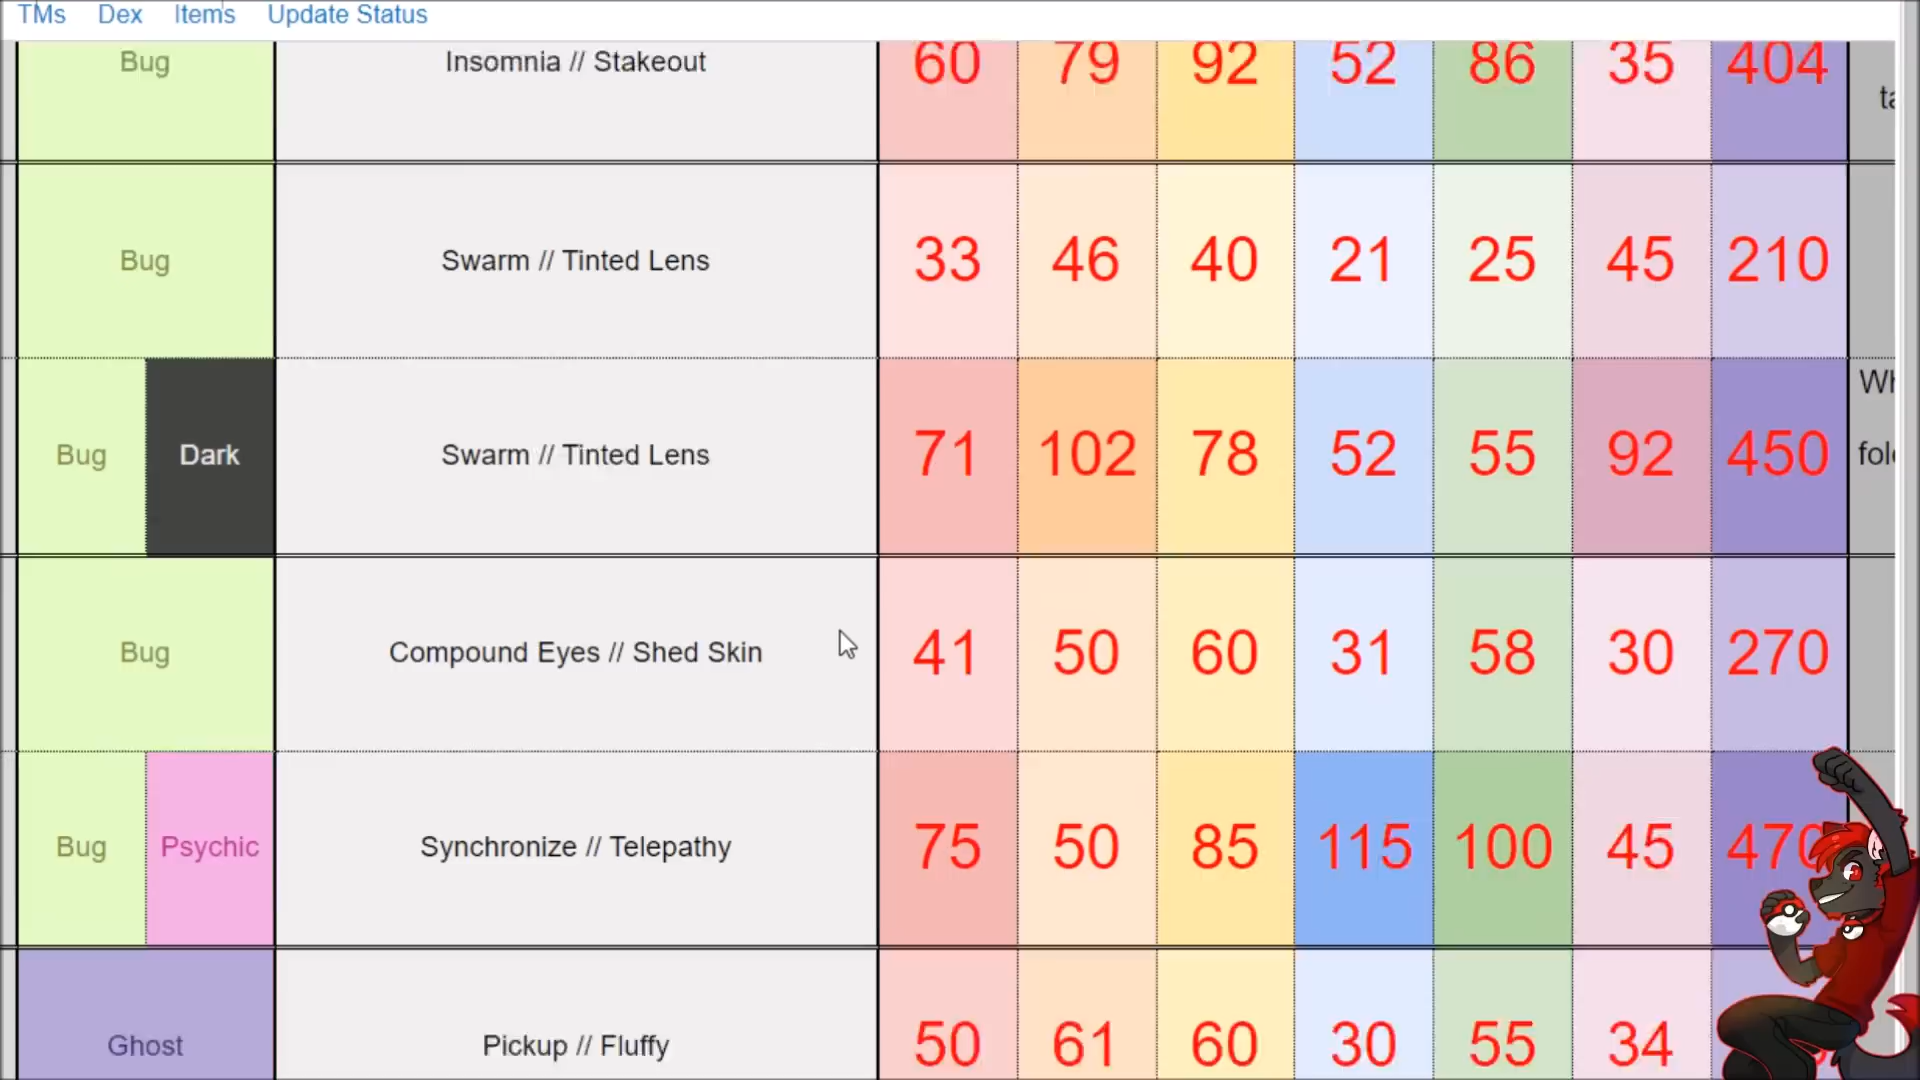 TMs Dex Items Update Status
Bug Insomnia // Stakeout 60 79 92 52 86 35 404
Bug Swarm // Tinted Lens 33 46 40 21 25 45 210
Bug Dark Swarm // Tinted Lens 71 102 78 52 55 92 450
Bug Compound Eyes // Shed Skin 41 50 60 31 58 30 270
Bug Psychic Synchronize // Telepathy 75 50 85 115 100 45 470
Ghost Pickup // Fluffy 50 61 60 30 55 34